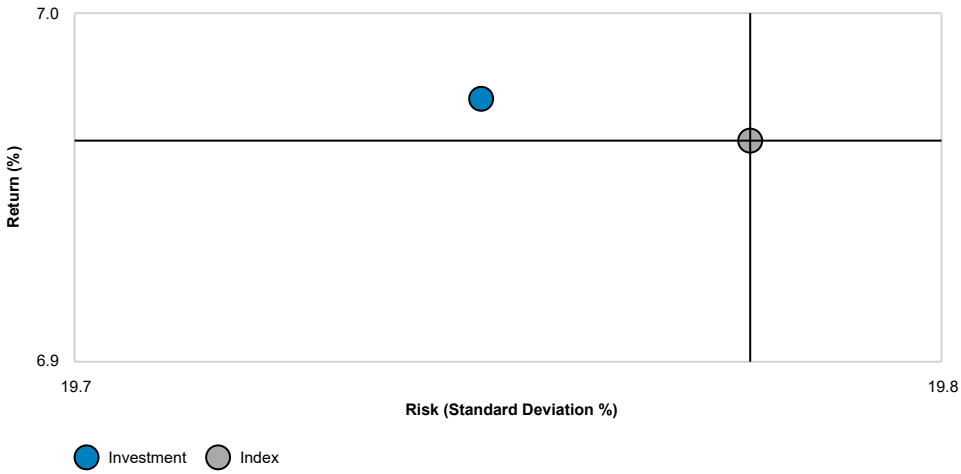 7.0
Return (%)
6.9
19.7
19.8
Risk (Standard Deviation %)
Investment
Index